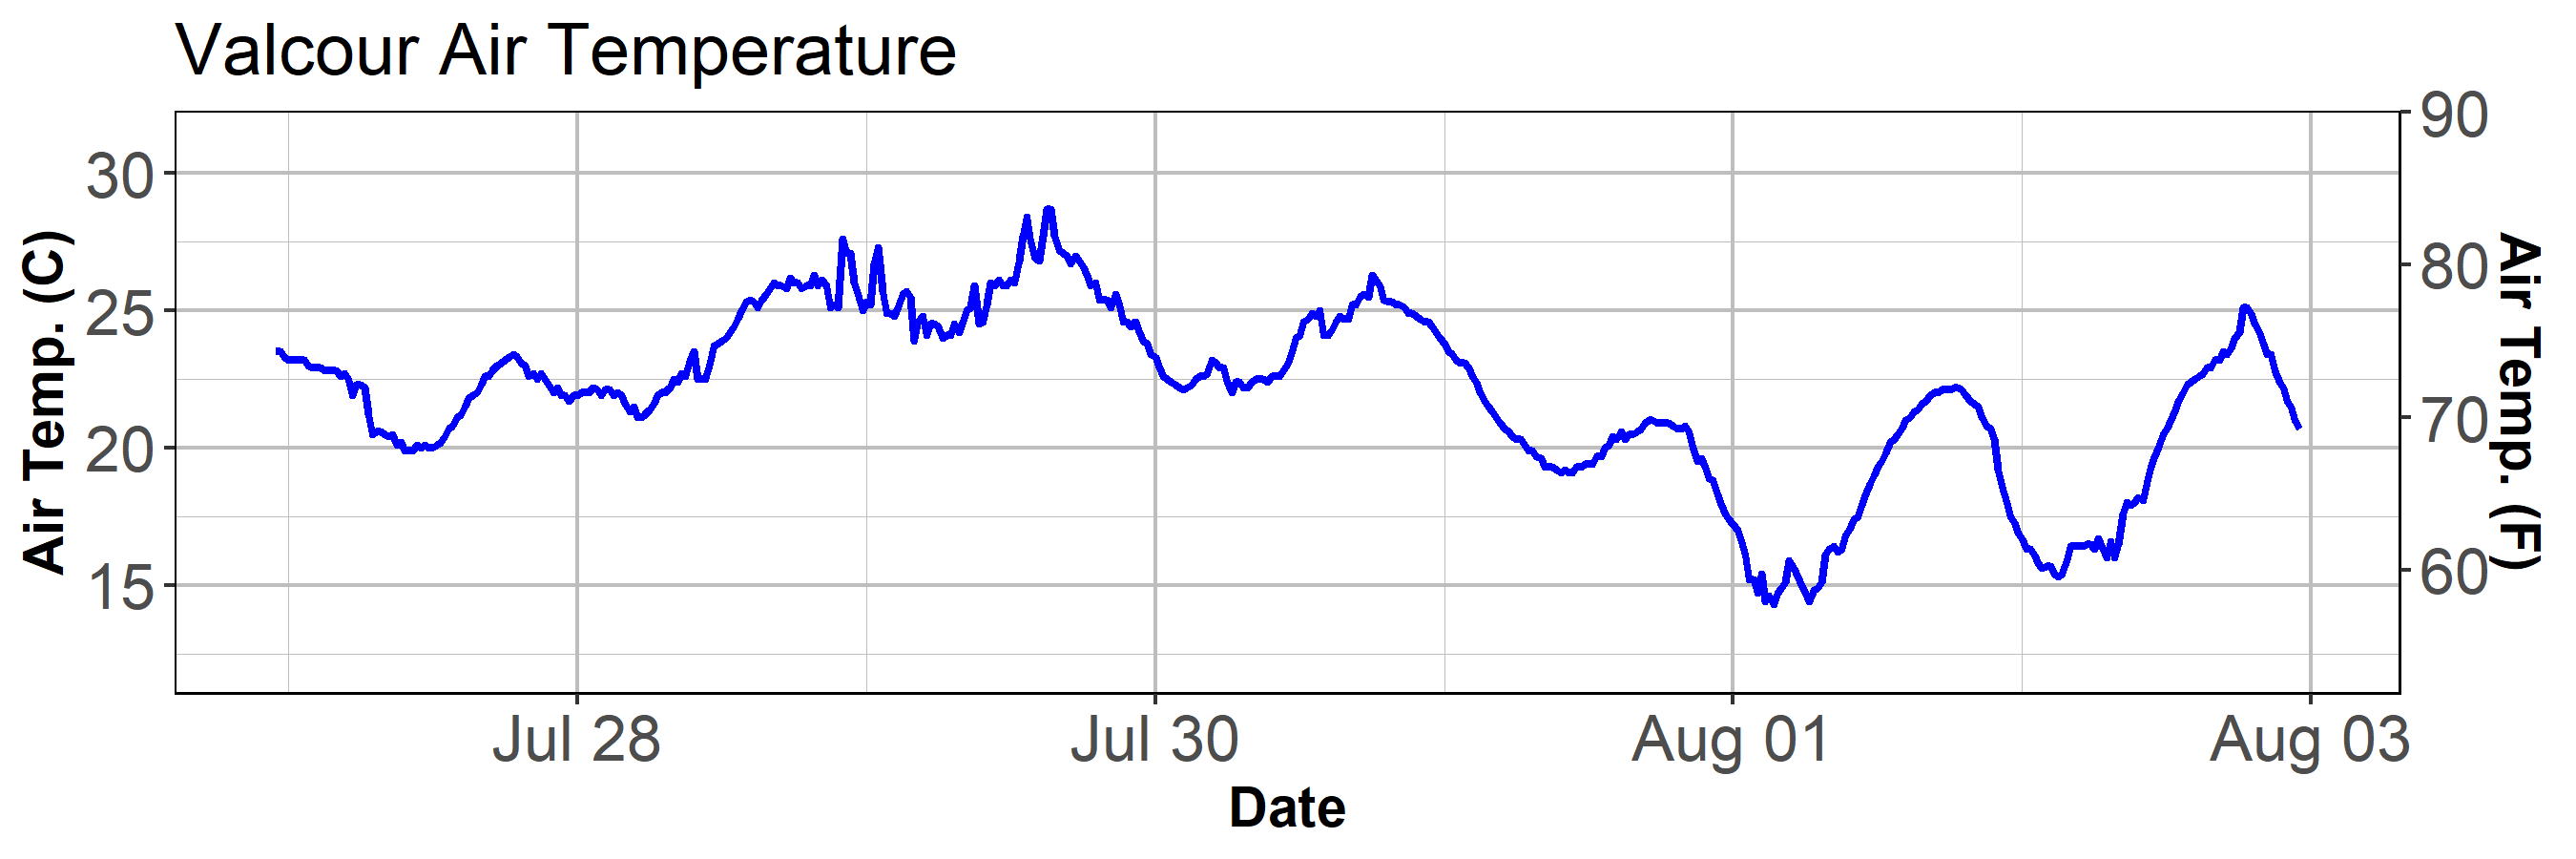 Valcour Air Temperature
Air Temp. (C)
30
25
20
15
90
80
70
60
Air Temp. (F)
Jul 28
Jul 30
Aug 01
Aug 03
Date